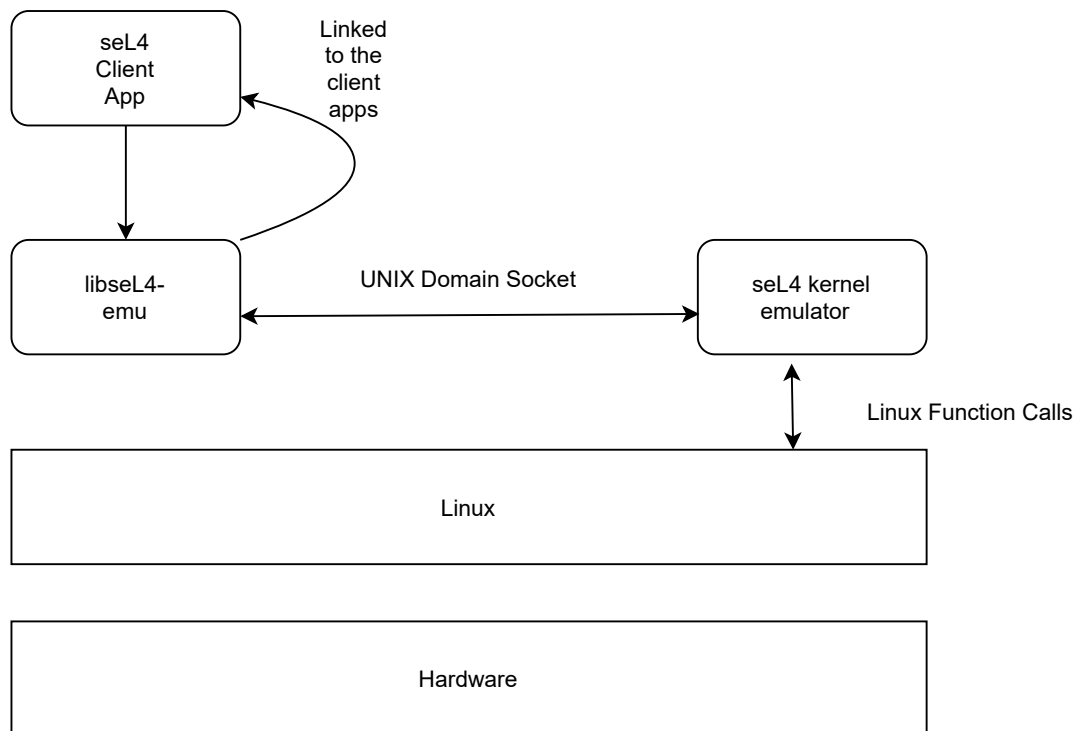 seL4
Client
App
Linked
to the
client
apps
libseL4-
emu
UNIX Domain Socket
seL4 kernel
emulator
Linux Function Calls
Linux
Hardware